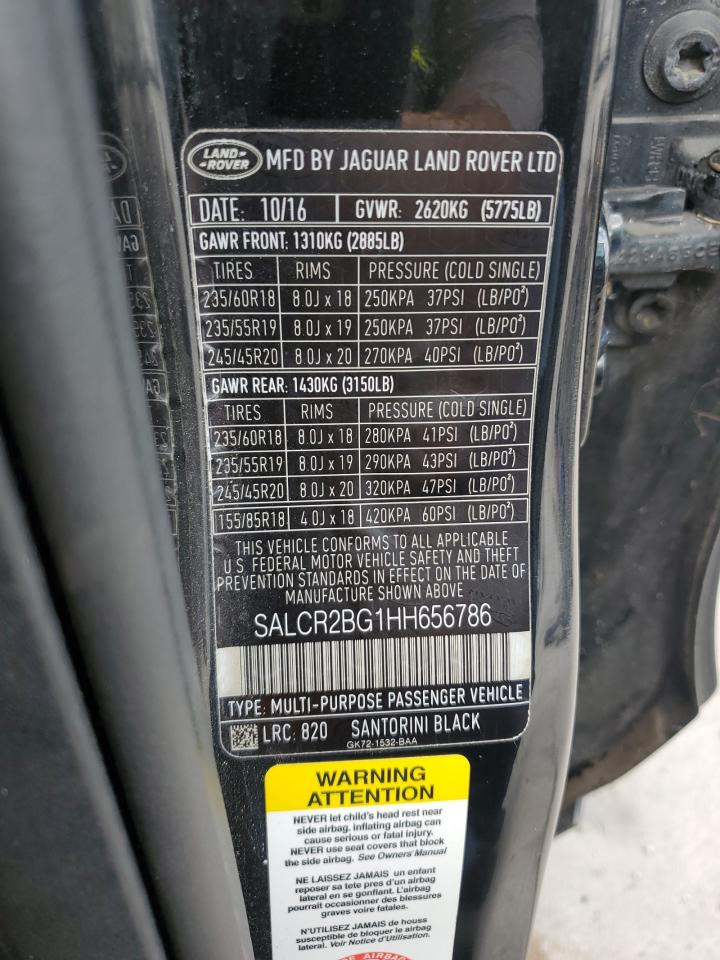 LAND ROVER MFD BY JAGUAR LAND ROVER LTD
DATE: 10/16 GVWR: 2620KG (5775LB)
GAWR FRONT: 1310KG (2885LB)
TIRES RIMS PRESSURE (COLD SINGLE)
235/60R18 8.0J x 18 250KPA 37PSI (LB/PO²)
235/55R19 8.0J x 19 250KPA 37PSI (LB/PO²)
245/45R20 8.0J x 20 270KPA 40PSI (LB/PO²)
GAWR REAR: 1430KG (3150LB)
TIRES RIMS PRESSURE (COLD SINGLE)
235/60R18 8.0J x 18 280KPA 41PSI (LB/PO²)
235/55R19 8.0J x 19 290KPA 43PSI (LB/PO²)
245/45R20 8.0J x 20 320KPA 47PSI (LB/PO²)
155/85R18 4.0J x 18 420KPA 60PSI (LB/PO²)
THIS VEHICLE CONFORMS TO ALL APPLICABLE
U.S. FEDERAL MOTOR VEHICLE SAFETY AND THEFT
PREVENTION STANDARDS IN EFFECT ON THE DATE OF
MANUFACTURE SHOWN ABOVE
SALCR2BG1HH656786
TYPE: MULTI-PURPOSE PASSENGER VEHICLE
LRC: 820 SANTORINI BLACK
GK72-1532-BAA
WARNING
ATTENTION
NEVER let child's head rest near
side airbag. inflating airbag can
cause serious or fatal injury.
NEVER use seat covers that block
the side airbag. See Owners' Manual
NE LAISSEZ JAMAIS un enfant
reposer sa tete pres d'un airbag
lateral en se gonflant. L'airbag
pourrait occasionner des blessures
graves voire fatales.
N'UTILISEZ JAMAIS de houss
susceptible de bloquer le airbag
lateral. Voir Notice d'Utilisation.
AIRBAG